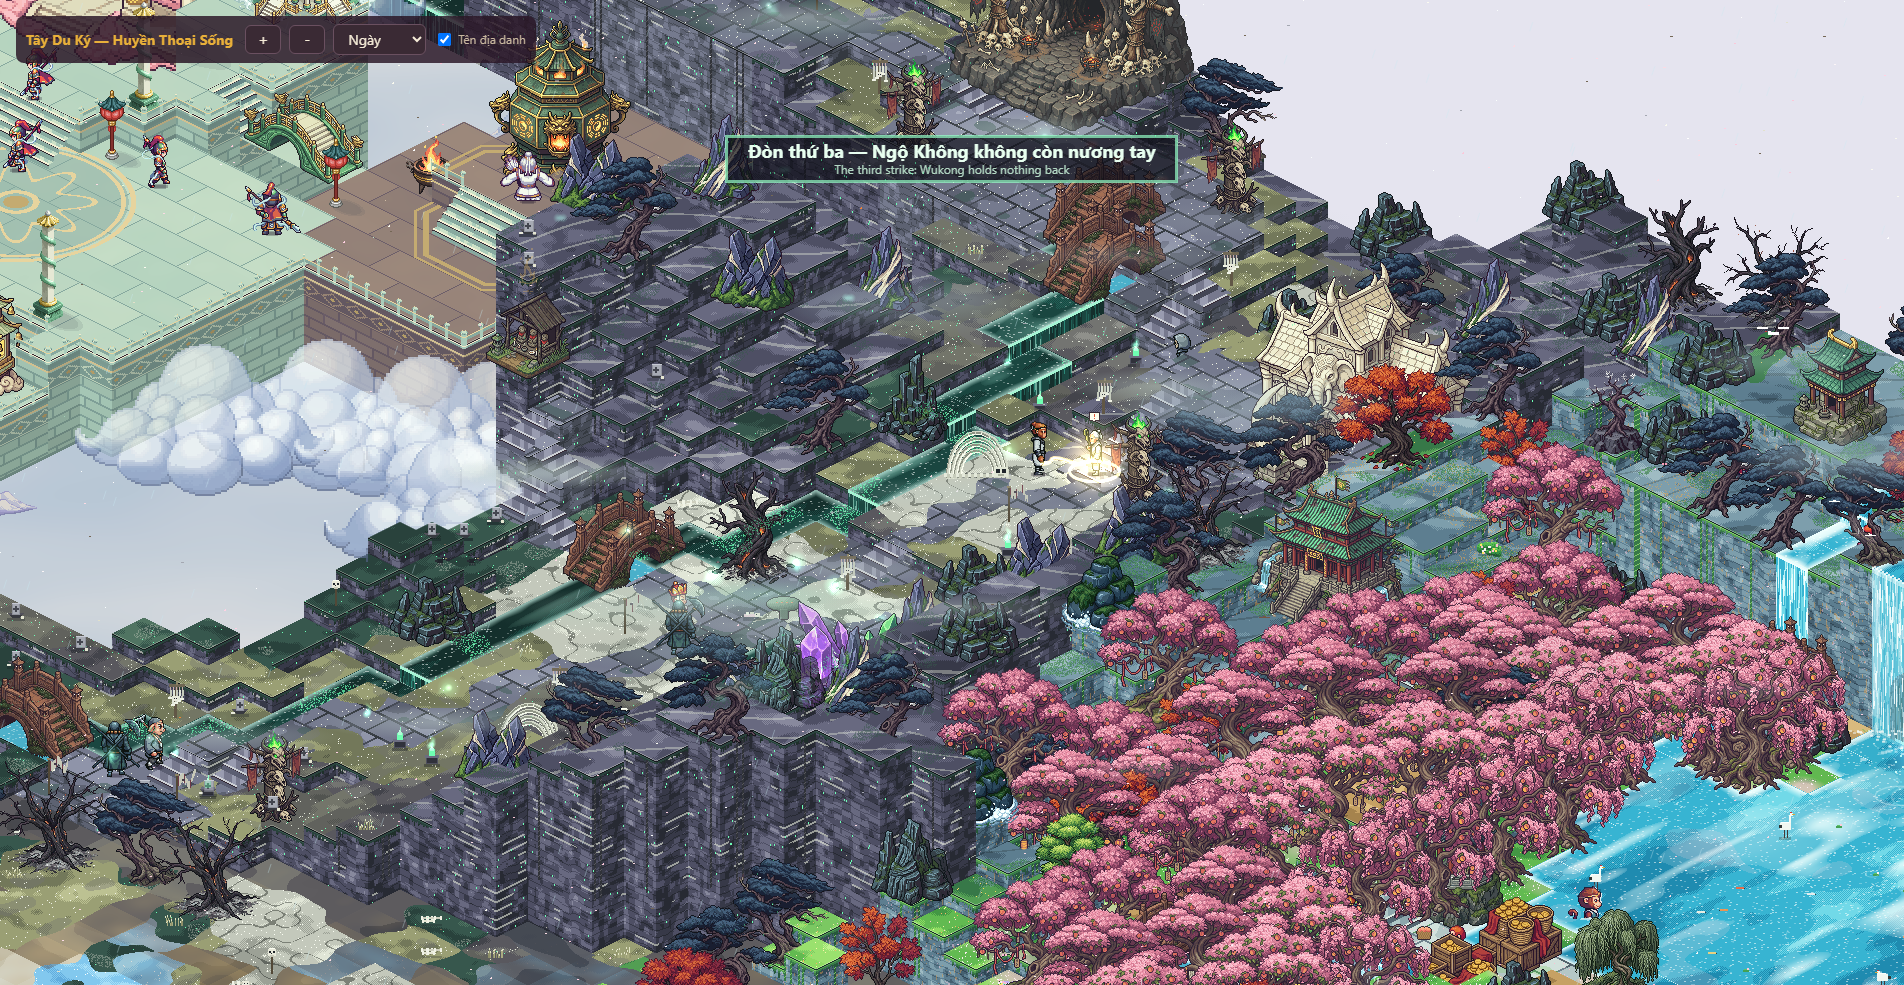 Tây Du Ký — Huyền Thoại Sống
+
-
Ngày
Tên địa danh
Đòn thứ ba — Ngộ Không không còn nương tay
The third strike: Wukong holds nothing back